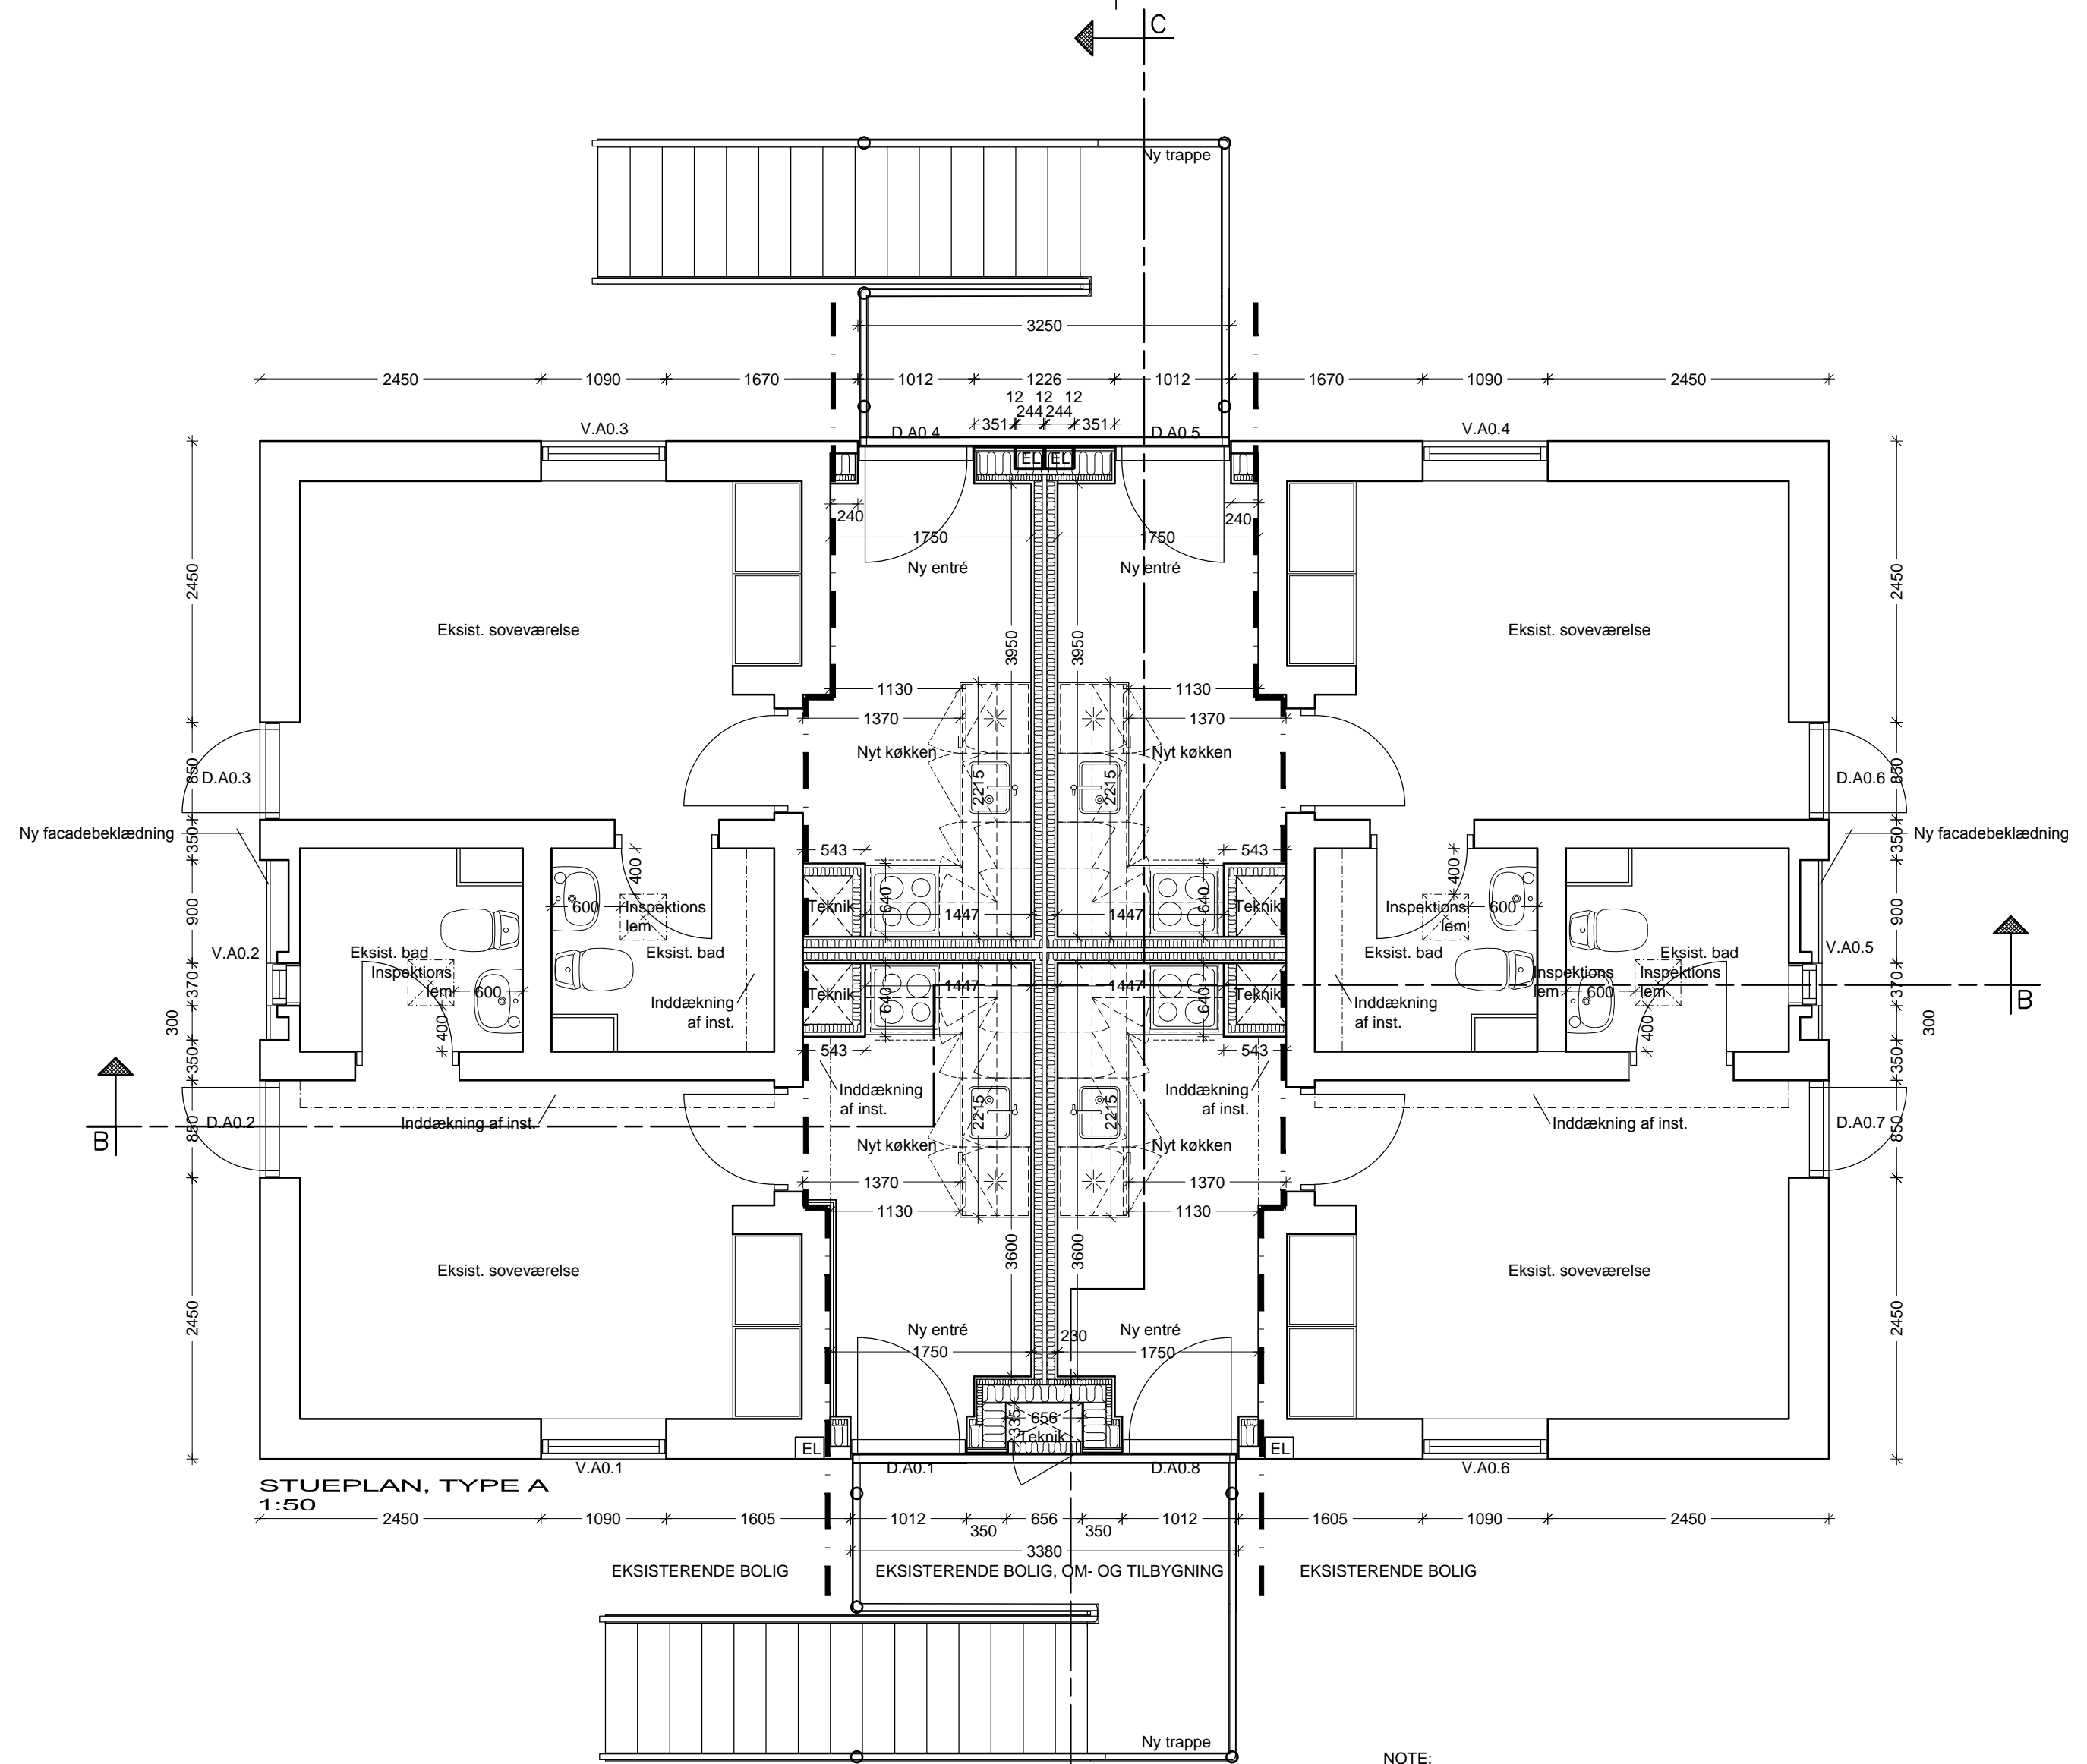 C
Ny trappe
3250
2450 1090 1670 1012 1226 1012 1670 1090 2450
12 12 12
244 244
351 351
V.A0.3 D.A0.4 D.A0.5 V.A0.4
EL EL
240 240
1750 1750
Ny entré Ny entré
2450 2450
Eksist. soveværelse Eksist. soveværelse
3950 3950
1130 1130
1370 1370
Nyt køkken Nyt køkken
850 D.A0.3 2215 2215 D.A0.6 850
Ny facadebeklædning Ny facadebeklædning
350 350
543 543
400 400
900 600 Inspektions Teknik 640 1447 1447 640 Teknik Inspektions 600 900
lem lem
V.A0.2 Eksist. bad Eksist. bad Eksist. bad Eksist. bad V.A0.5
Inspektions Inspektions Inspektions
370 lem 600 Teknik 640 1447 1447 640 Teknik lem 600 lem 370
Inddækning Inddækning
af inst. af inst.
300 400 400 300
B
350 543 543 350
Inddækning Inddækning
af inst. af inst.
850 D.A0.2 Inddækning af inst. 2215 2215 Inddækning af inst. D.A0.7 850
B
Nyt køkken Nyt køkken
1370 1370
1130 1130
3600 3600
Eksist. soveværelse Eksist. soveværelse
2450 2450
Ny entré Ny entré
230
1750 1750
335 656
Teknik
EL EL
V.A0.1 D.A0.1 D.A0.8 V.A0.6
STUEPLAN, TYPE A
1:50
2450 1090 1605 1012 656 1012 1605 1090 2450
350 350
3380
EKSISTERENDE BOLIG EKSISTERENDE BOLIG, OM- OG TILBYGNING EKSISTERENDE BOLIG
Ny trappe
NOTE: